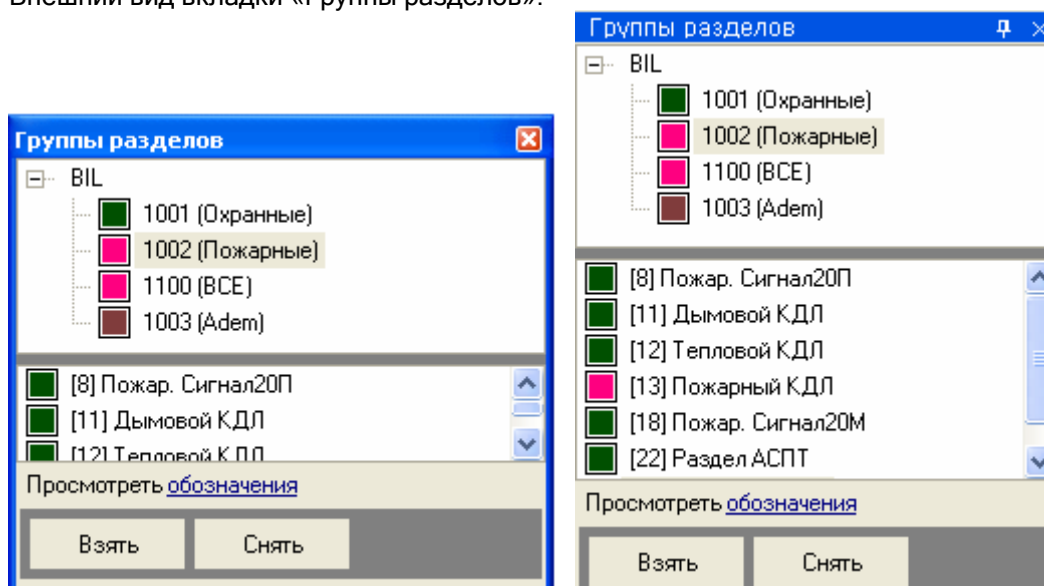 Внешний вид вкладки «Группы разделов»:
Группы разделов
BIL
1001 (Охранные)
1002 (Пожарные)
1100 (ВСЕ)
1003 (Adem)
[8] Пожар. Сигнал20П
[11] Дымовой КДЛ
[12] Тепловой КДЛ
Просмотреть обозначения
Взять Снять
Группы разделов
BIL
1001 (Охранные)
1002 (Пожарные)
1100 (ВСЕ)
1003 (Adem)
[8] Пожар. Сигнал20П
[11] Дымовой КДЛ
[12] Тепловой КДЛ
[13] Пожарный КДЛ
[18] Пожар. Сигнал20М
[22] Раздел АСПТ
Просмотреть обозначения
Взять Снять